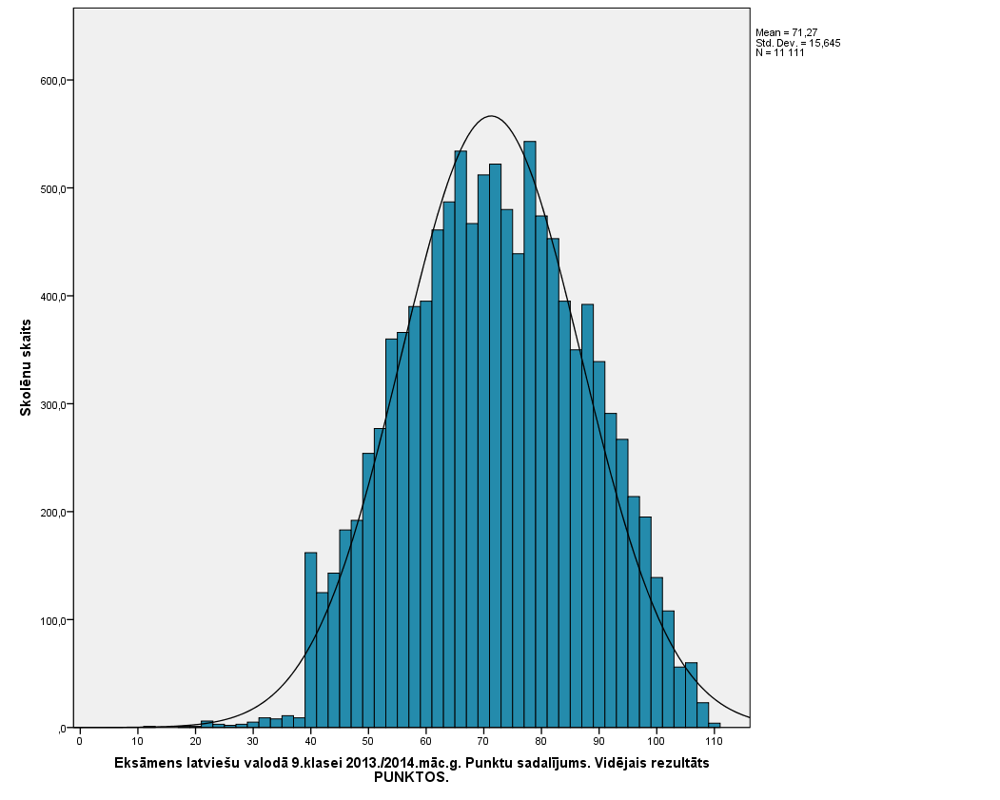 Mean = 71,27
Std. Dev. = 15,645
N = 11 111
600,0
500,0
400,0
300,0
200,0
100,0
,0
Skolēnu skaits
0 10 20 30 40 50 60 70 80 90 100 110
Eksāmens latviešu valodā 9.klasei 2013./2014.māc.g. Punktu sadalījums. Vidējais rezultāts
PUNKTOS.